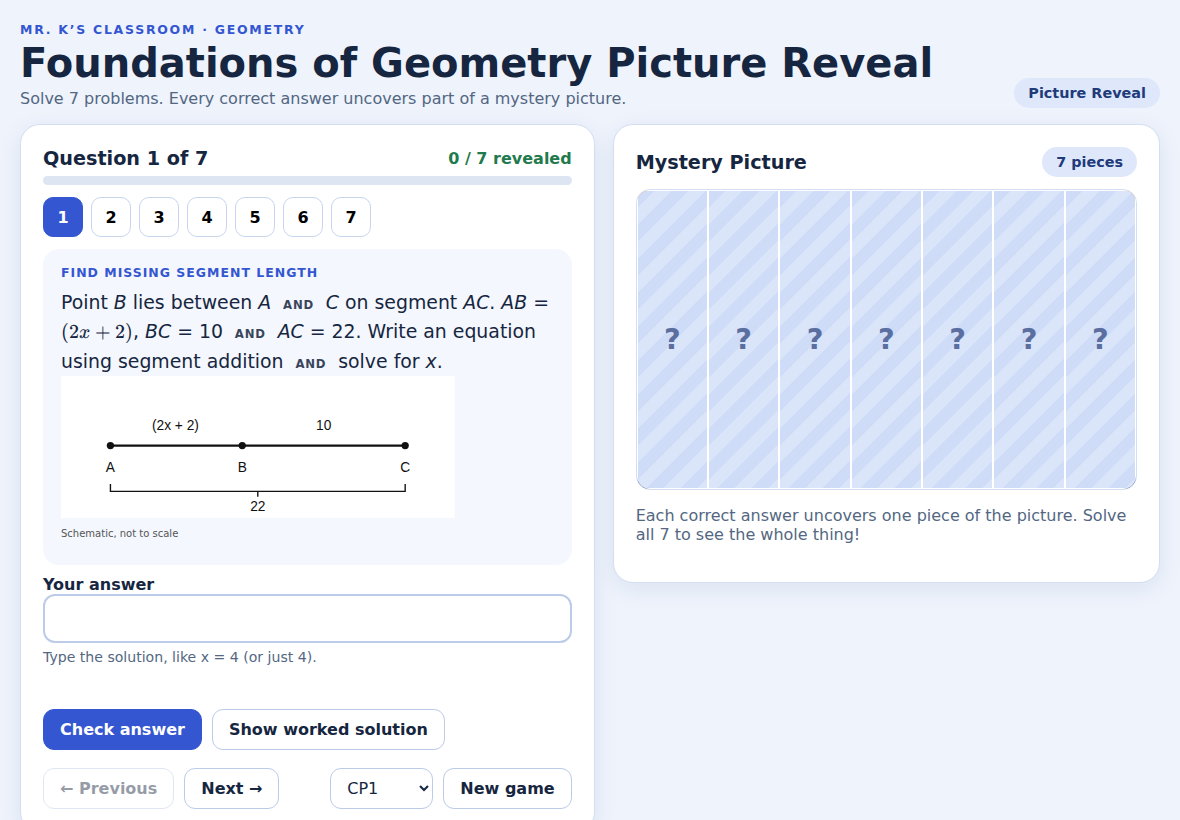 MR. K’S CLASSROOM · GEOMETRY
Foundations of Geometry Picture Reveal
Solve 7 problems. Every correct answer uncovers part of a mystery picture.
Picture Reveal
Question 1 of 7
0 / 7 revealed
1 2 3 4 5 6 7
FIND MISSING SEGMENT LENGTH
Point B lies between A AND C on segment AC. AB =
(2x + 2), BC = 10 AND AC = 22. Write an equation
using segment addition AND solve for x.
(2x + 2) 10
A B C
22
Schematic, not to scale
Your answer
Type the solution, like x = 4 (or just 4).
Check answer Show worked solution
← Previous Next → CP1 New game
Mystery Picture
7 pieces
? ? ? ? ? ? ?
Each correct answer uncovers one piece of the picture. Solve
all 7 to see the whole thing!